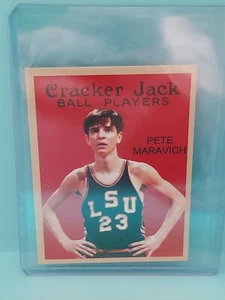 Cracker Jack
BALL PLAYERS
PETE
MARAVICH
LSU
23